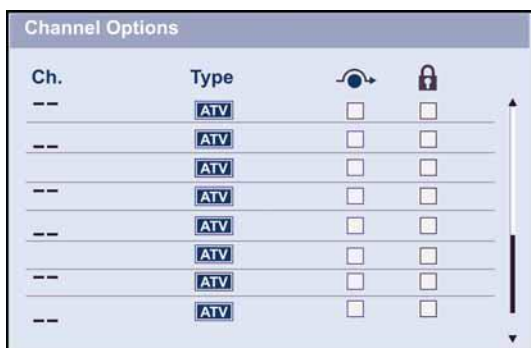 Channel Options
Ch. Type
-- ATV
-- ATV
ATV
-- ATV
-- ATV
ATV
-- ATV
-- ATV